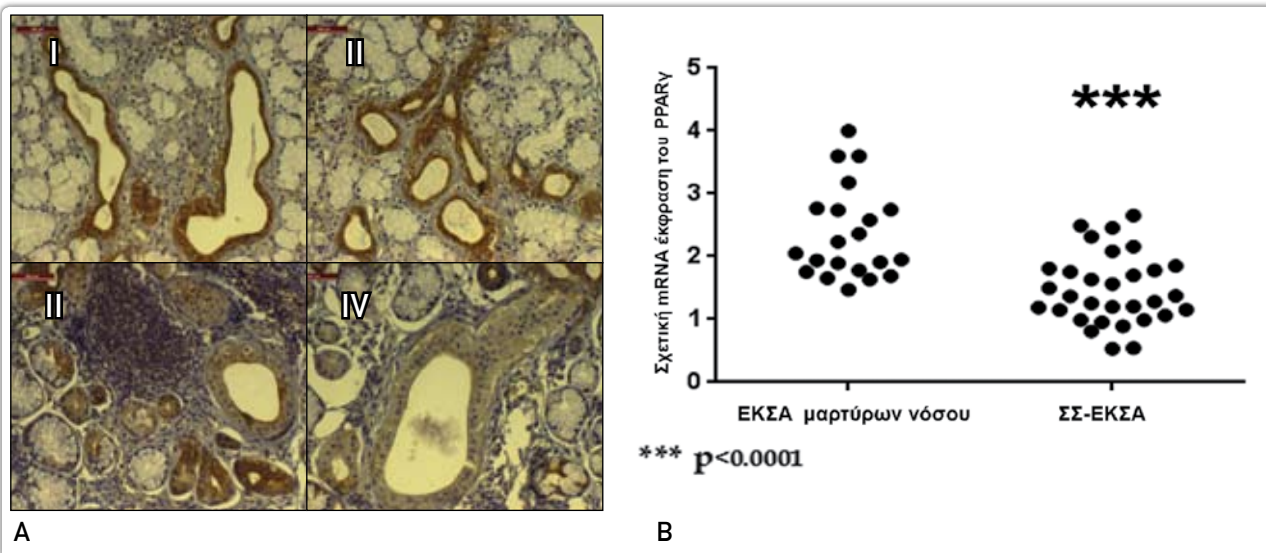 I
II
II
IV
A
Σχετική mRNA έκφραση του PPARγ
5
4
3
2
1
0
***
ΕΚΣΑ μαρτύρων νόσου
ΣΣ-ΕΚΣΑ
*** p<0.0001
B